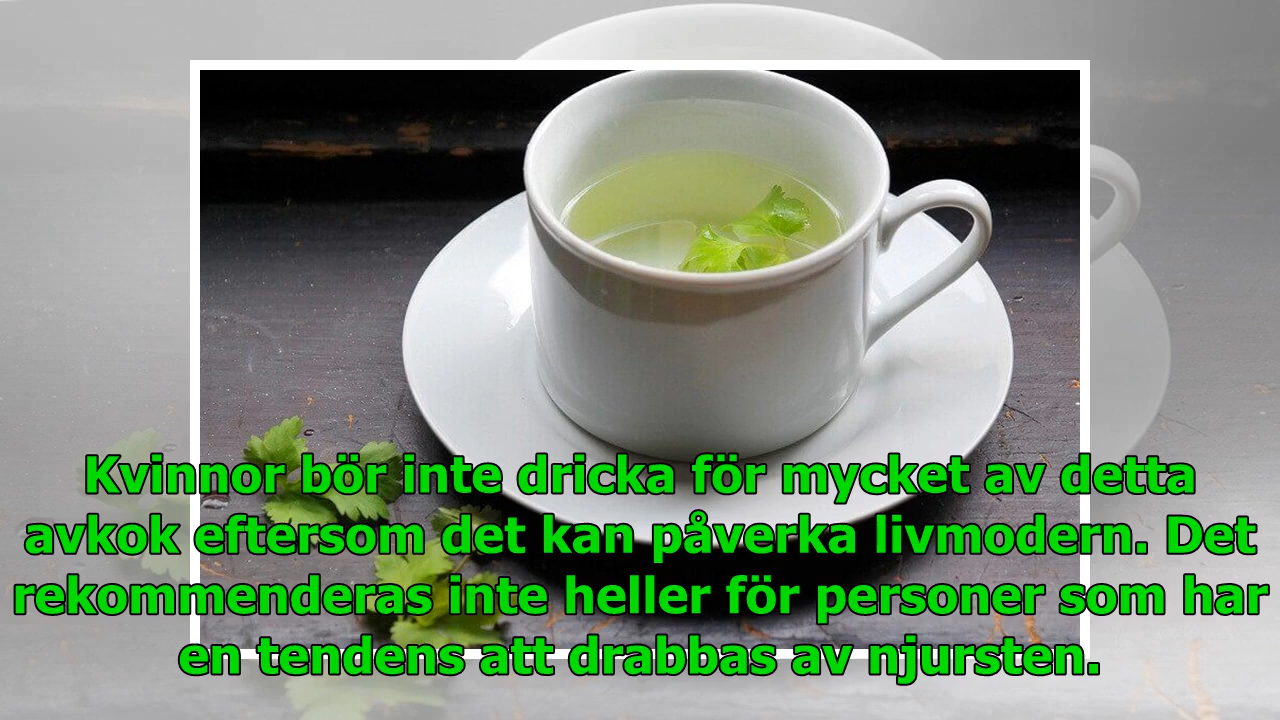 Kvinnor bör inte dricka för mycket av detta
avkok eftersom det kan påverka livmodern. Det
rekommenderas inte heller för personer som har
en tendens att drabbas av njursten.